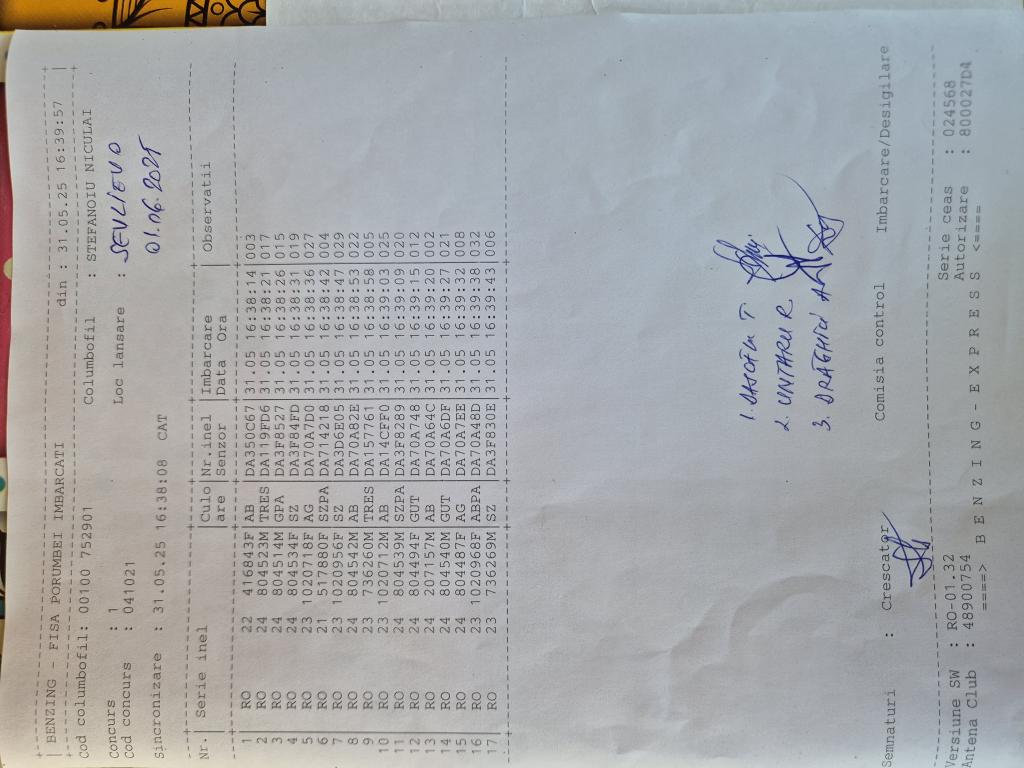 | BENZING - FISA PORUMBEI IMBARCATI din : 31.05.25 16:39:57 |
Cod columbofil: 00100 752901 Columbofil : STEFANOIU NICULAI
Concurs : 1 Loc lansare : SEVLIEVO
Cod concurs : 041021 01.06.2025
Sincronizare : 31.05.25 16:38:08 CAT
Nr.| Serie inel |Culo|Nr.inel |Imbarcare | Observatii
|are |Senzor |Data Ora |
1 | RO 22 416843F| AB |DA350C67| 31.05 16:38:14| 003
2 | RO 24 804523M| TRES |DA119FD6| 31.05 16:38:21| 017
3 | RO 24 804514M| GPA |DA3F8527| 31.05 16:38:26| 015
4 | RO 24 804534F| SZ |DA3F84FD| 31.05 16:38:31| 019
5 | RO 23 1020718F| AG |DA70A7D0| 31.05 16:38:36| 027
6 | RO 21 517880F| SZPA |DA714218| 31.05 16:38:42| 004
7 | RO 23 1020956F| SZ |DA3D6E05| 31.05 16:38:47| 029
8 | RO 24 804542M| AB |DA70A82E| 31.05 16:38:53| 022
9 | RO 23 736260M| TRES |DA157761| 31.05 16:38:58| 005
10 | RO 23 1020712M| AB |DA14CFF0| 31.05 16:39:03| 025
11 | RO 24 804539M| SZPA |DA3F8289| 31.05 16:39:09| 020
12 | RO 24 804494F| GUT |DA70A748| 31.05 16:39:15| 012
13 | RO 24 207157M| AB |DA70A64C| 31.05 16:39:20| 002
14 | RO 24 804540M| GUT |DA70A6DF| 31.05 16:39:27| 021
15 | RO 24 804487F| AG |DA70A7EE| 31.05 16:39:32| 008
16 | RO 23 1020968F| ABPA |DA70A48D| 31.05 16:39:38| 032
17 | RO 23 736269M| SZ |DA3F83DE| 31.05 16:39:43| 006
1. T
2. UNTARU R
3.
Semnaturi : Crescator Comisia control Imbarcare/Desigilare
Versiune SW : RO-01.32 Serie ceas : 024568
Antena Club : 48900754 Autorizare : 800027D4
====> B E N Z I N G - E X P R E S S <====